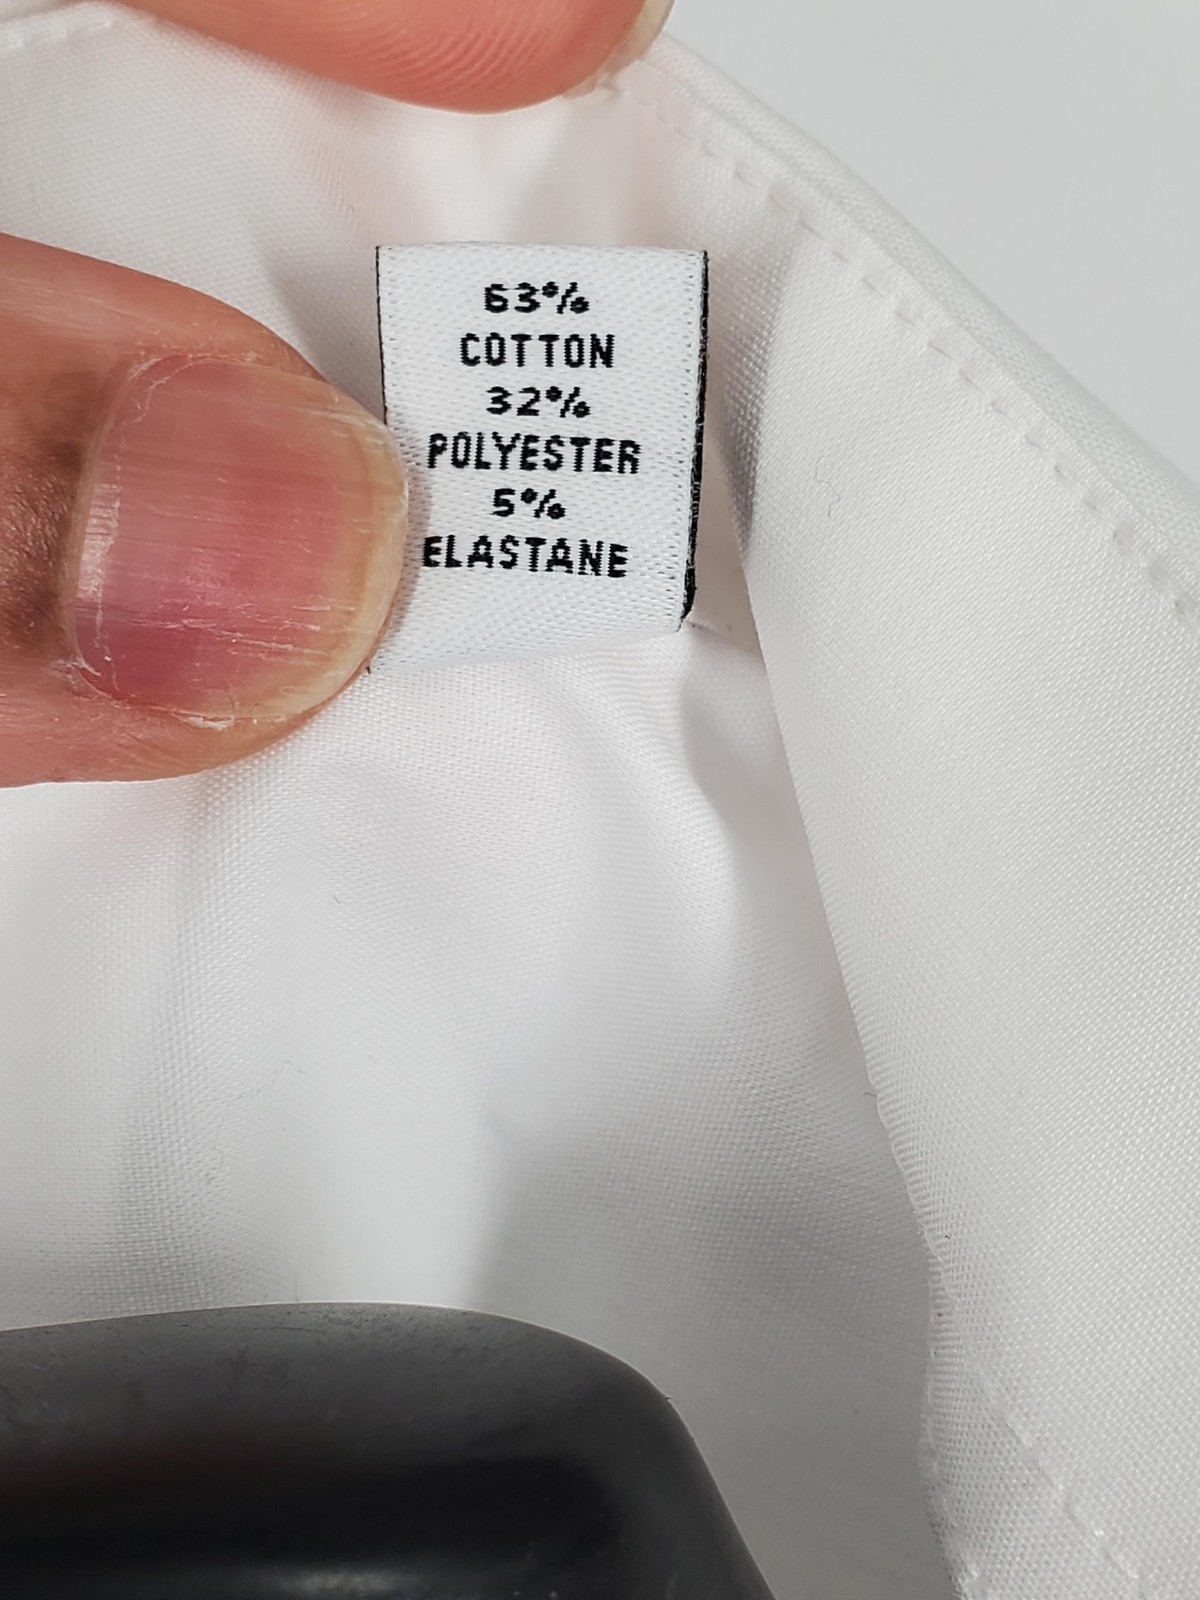 63%
COTTON
32%
POLYESTER
5%
ELASTANE